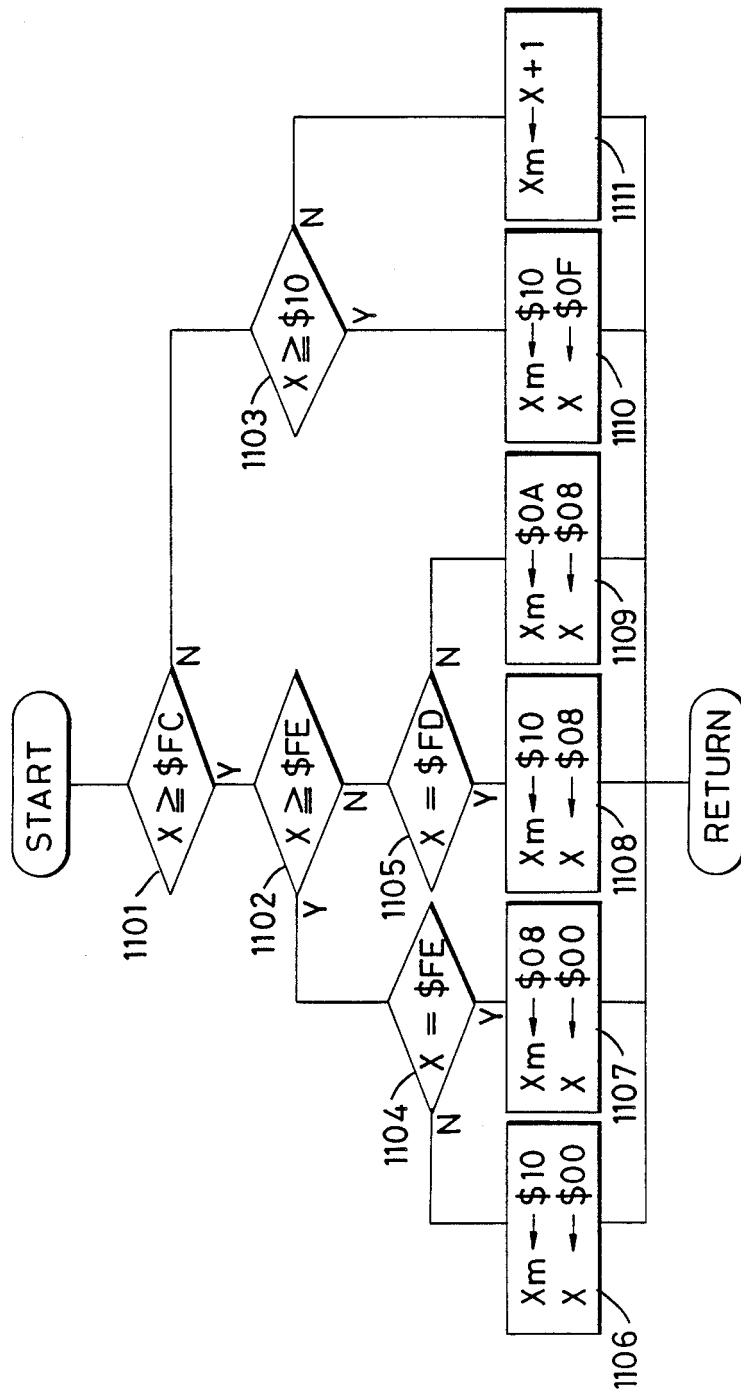 START
1101
X ≧ $FC
N
Y
1102
X ≧ $FE
Y
N
1103
X ≧ $10
N
Y
1104
X = $FE
N
Y
1105
X = $FD
N
Y
Xm ← $10
X ← $00
1106
Xm ← $08
X ← $00
1107
Xm ← $10
X ← $08
1108
Xm ← $0A
X ← $08
1109
Xm ← $10
X ← $0F
1110
Xm ← X + 1
1111
RETURN